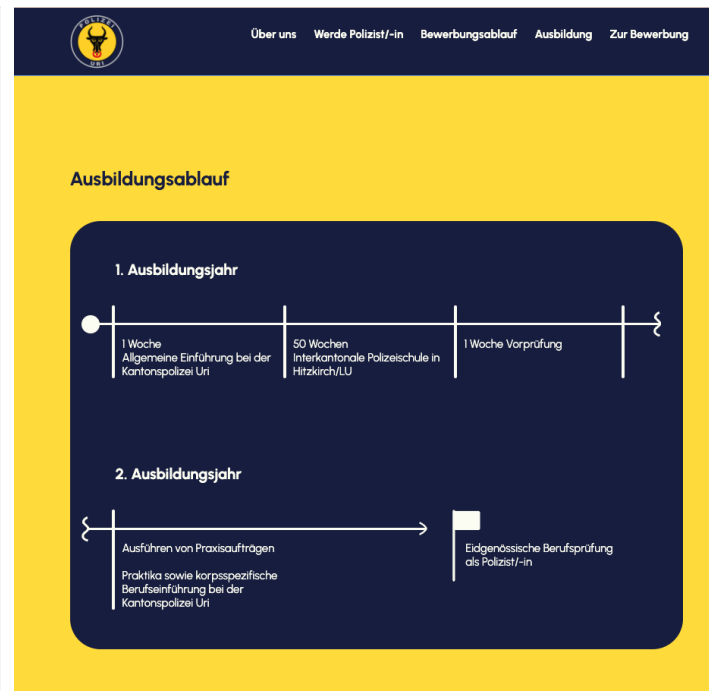 POLIZEI
URI
Über uns Werde Polizist/-in Bewerbungsablauf Ausbildung Zur Bewerbung
Ausbildungsablauf
1. Ausbildungsjahr
1 Woche
Allgemeine Einführung bei der
Kantonspolizei Uri
50 Wochen
Interkantonale Polizeischule in
Hitzkirch/LU
1 Woche Vorprüfung
2. Ausbildungsjahr
Ausführen von Praxisaufträgen
Praktika sowie korpsspezifische
Berufseinführung bei der
Kantonspolizei Uri
Eidgenössische Berufsprüfung
als Polizist/-in